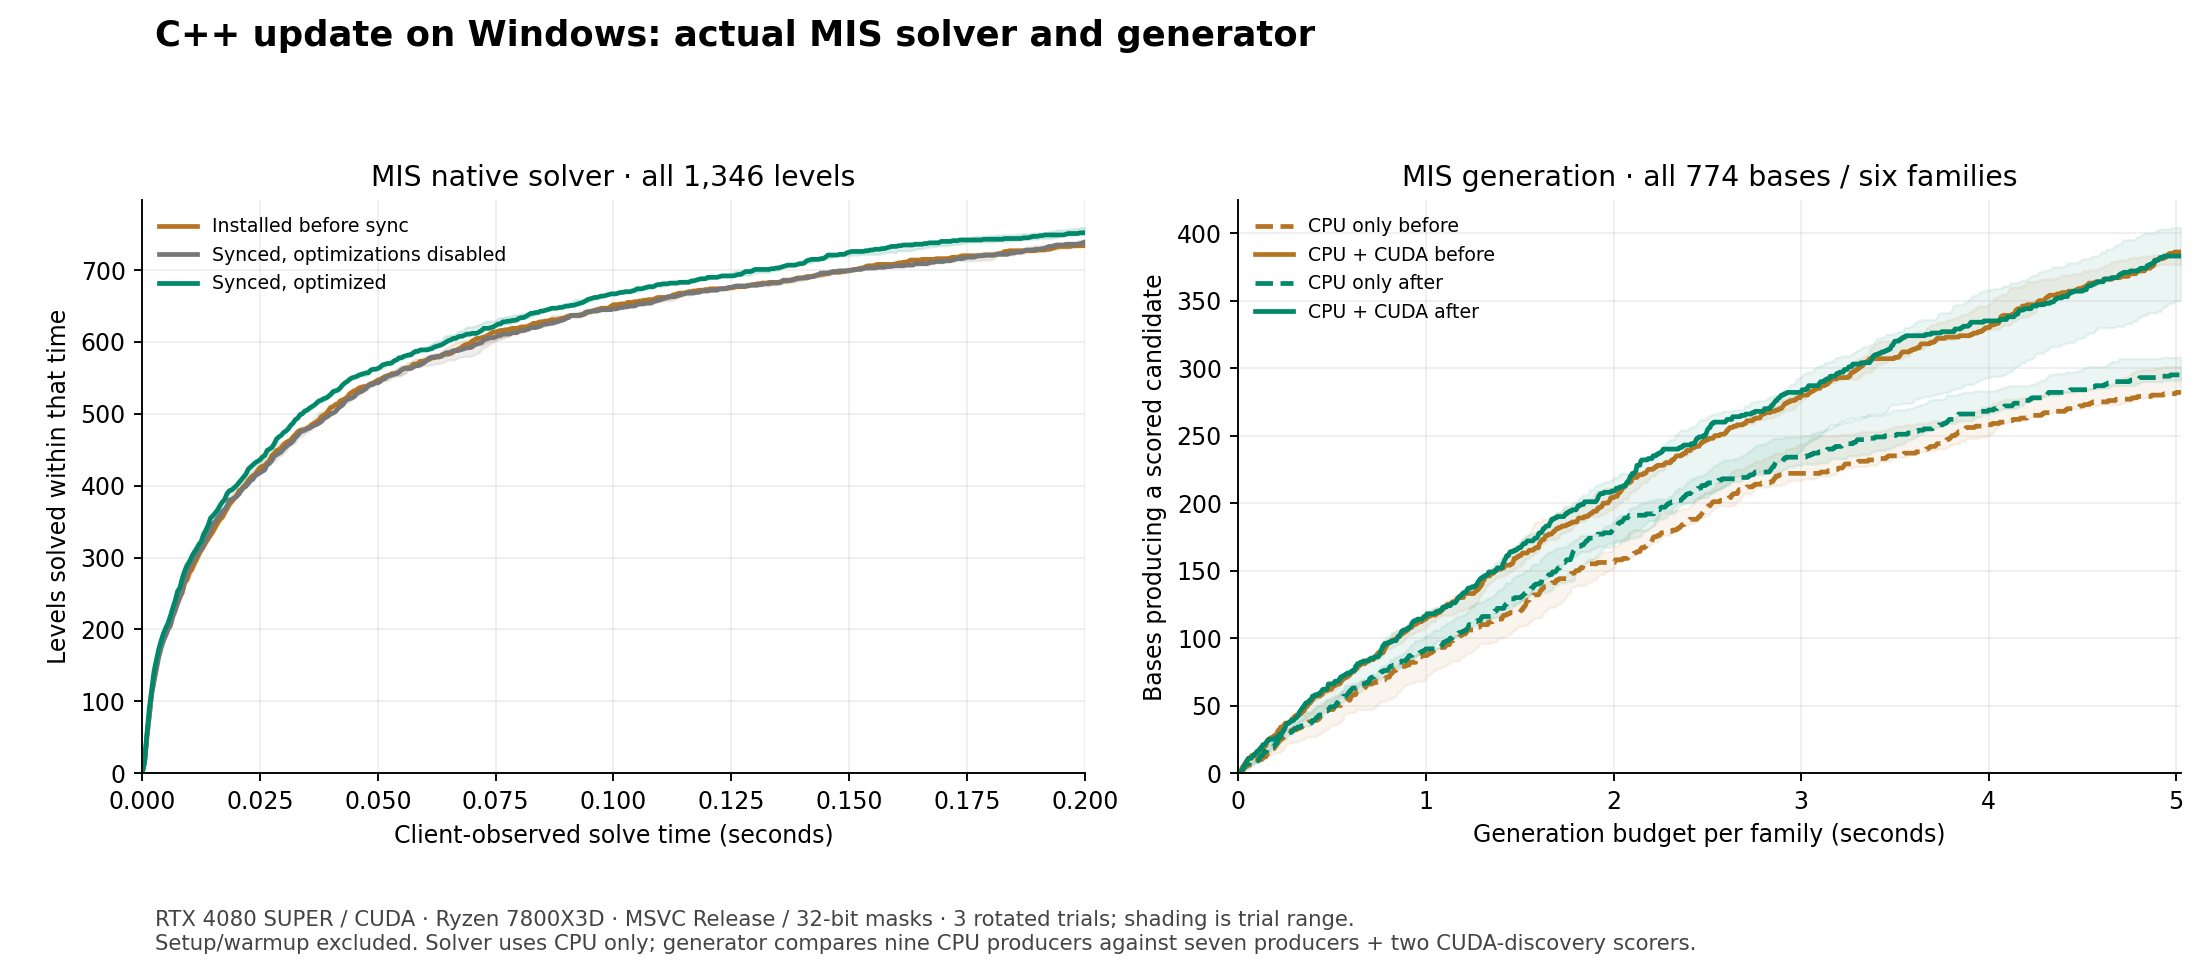 C++ update on Windows: actual MIS solver and generator
MIS native solver · all 1,346 levels
Installed before sync
Synced, optimizations disabled
Synced, optimized
Levels solved within that time
700
600
500
400
300
200
100
0
0.000 0.025 0.050 0.075 0.100 0.125 0.150 0.175 0.200
Client-observed solve time (seconds)
MIS generation · all 774 bases / six families
CPU only before
CPU + CUDA before
CPU only after
CPU + CUDA after
Bases producing a scored candidate
400
350
300
250
200
150
100
50
0
0 1 2 3 4 5
Generation budget per family (seconds)
RTX 4080 SUPER / CUDA · Ryzen 7800X3D · MSVC Release / 32-bit masks · 3 rotated trials; shading is trial range.
Setup/warmup excluded. Solver uses CPU only; generator compares nine CPU producers against seven producers + two CUDA-discovery scorers.